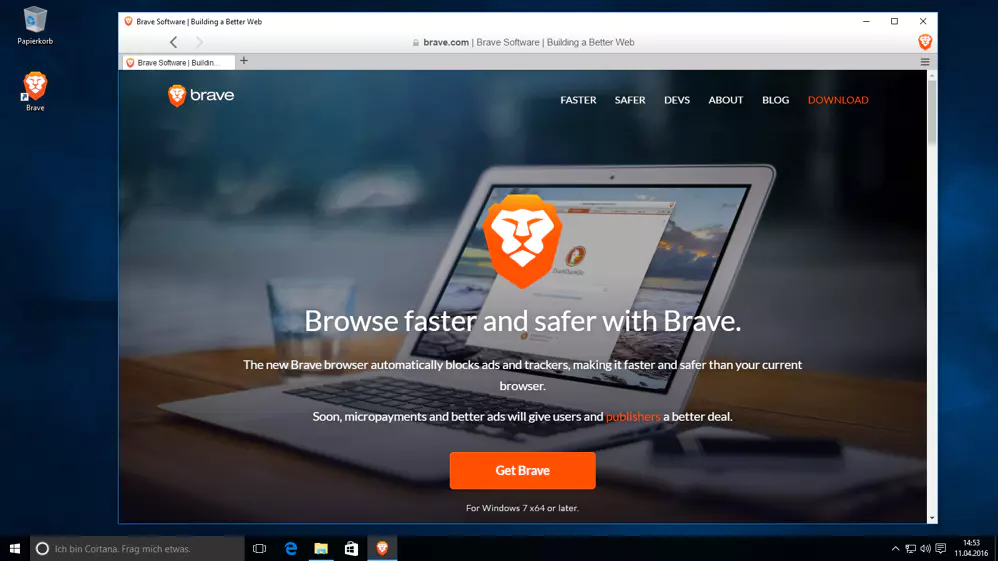 Papierkorb
Brave
Brave Software | Building a Better Web
brave.com | Brave Software | Building a Better Web
Brave Software | Buildin...
brave
FASTER SAFER DEVS ABOUT BLOG DOWNLOAD
DuckDuckGo
Browse faster and safer with Brave.
The new Brave browser automatically blocks ads and trackers, making it faster and safer than your current
browser.
Soon, micropayments and better ads will give users and publishers a better deal.
Get Brave
For Windows 7 x64 or later.
Ich bin Cortana. Frag mich etwas.
14:53
11.04.2016